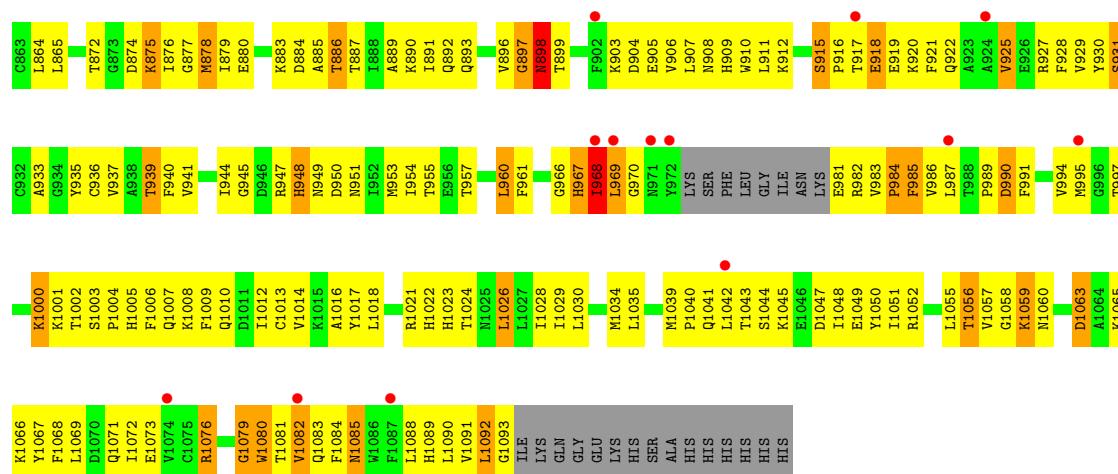 C863 L864 L865 T872 G873 D874 K875 I876 G877 M878 I879 E880 K883 D884 A885 T886 T887 I888 A889 K890 I891 Q892 Q893 V896 G897 N898 T899 F902 K903 D904 E905 V906 L907 N908 H909 W910 L911 K912 S915 P916 T917 E918 E919 K920 F921 Q922 A923 A924 V925 E926 R927 F928 V929 Y930 S931
C932 A933 G934 Y935 C936 V937 A938 T939 F940 V941 I944 G945 D946 R947 H948 N949 D950 N951 I952 M953 I954 T955 E956 T957 L960 F961 G966 H967 I968 L969 G970 N971 Y972 LYS SER PHE LEU GLY ILE ASN LYS E981 R982 V983 P984 F985 V986 L987 T988 P989 D990 F991 V994 M995 G996 T997
K1000 K1001 T1002 S1003 P1004 H1005 F1006 Q1007 K1008 F1009 Q1010 D1011 I1012 C1013 V1014 K1015 A1016 Y1017 L1018 R1021 H1022 H1023 T1024 N1025 L1026 L1027 I1028 I1029 L1030 M1034 L1035 M1039 P1040 Q1041 L1042 T1043 S1044 K1045 E1046 D1047 I1048 E1049 Y1050 I1051 R1052 L1055 T1056 V1057 G1058 K1059 N1060 D1063 A1064 K1065
K1066 Y1067 F1068 L1069 D1070 Q1071 I1072 E1073 V1074 C1075 R1076 G1079 W1080 T1081 V1082 Q1083 F1084 N1085 W1086 F1087 L1088 H1089 L1090 V1091 L1092 G1093 ILE LYS GLN GLY GLU LYS HIS SER ALA HIS HIS HIS HIS HIS HIS